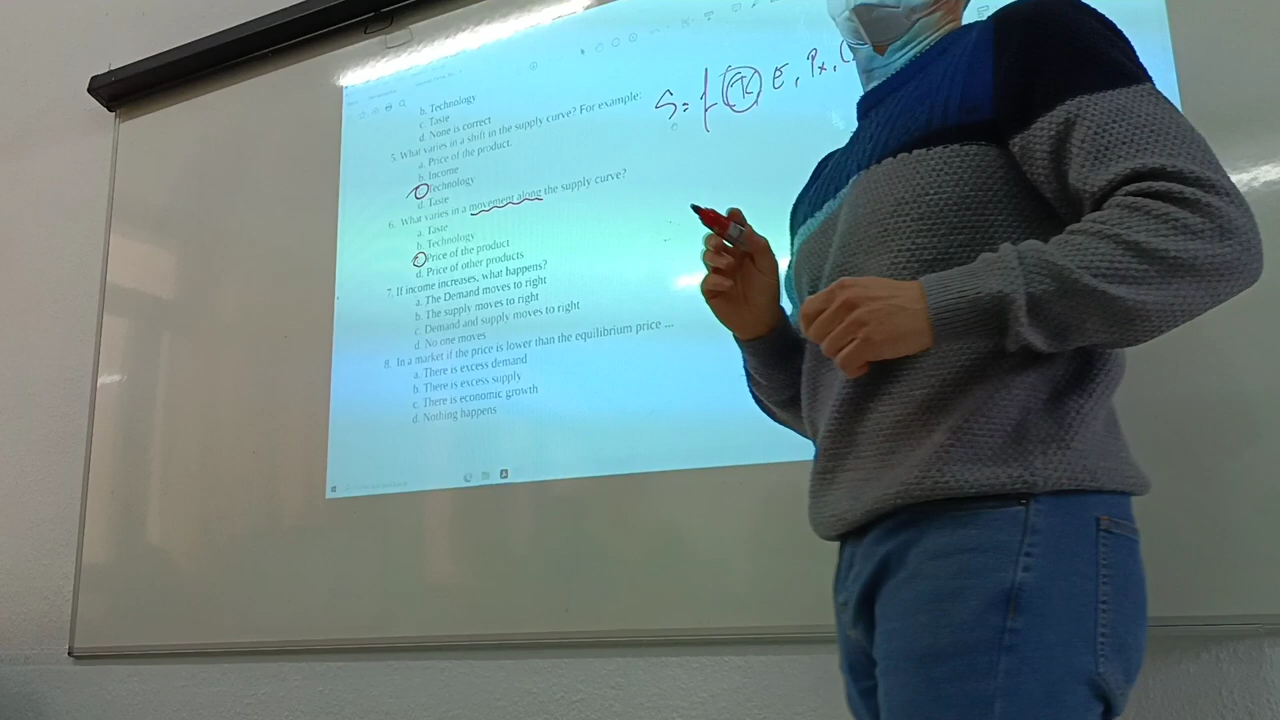 b. Technology
c. Taste
d. None is correct
5. What varies in a shift in the supply curve? For example:
a. Price of the product.
b. Income
Technology
d. Taste
6. What varies in a movement along the supply curve?
a. Taste
b. Technology
Price of the product
d. Price of other products
7. If income increases, what happens?
a. The Demand moves to right
b. The supply moves to right
c. Demand and supply moves to right
d. No one moves
8. In a market if the price is lower than the equilibrium price ...
a. There is excess demand
b. There is excess supply
c. There is economic growth
d. Nothing happens
S=f